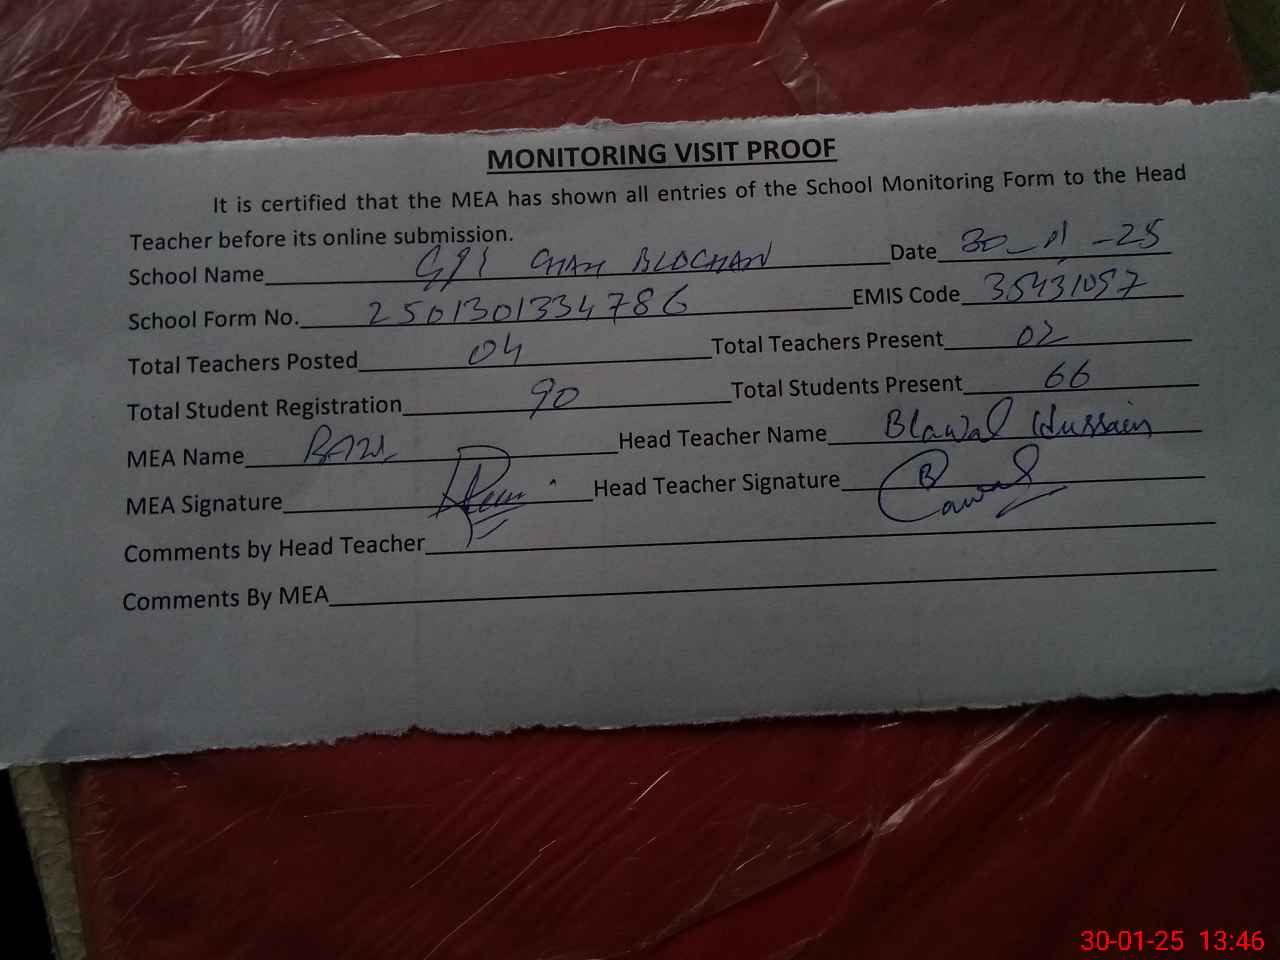 MONITORING VISIT PROOF
It is certified that the MEA has shown all entries of the School Monitoring Form to the Head
Teacher before its online submission.
School Name BLOCHAN Date 30-01-25
School Form No. 2501301334786 EMIS Code 35431057
Total Teachers Posted 04 Total Teachers Present 02
Total Student Registration 90 Total Students Present 66
MEA Name Head Teacher Name Blawal Hussain
MEA Signature Head Teacher Signature
Comments by Head Teacher
Comments By MEA
30-01-25 13:46